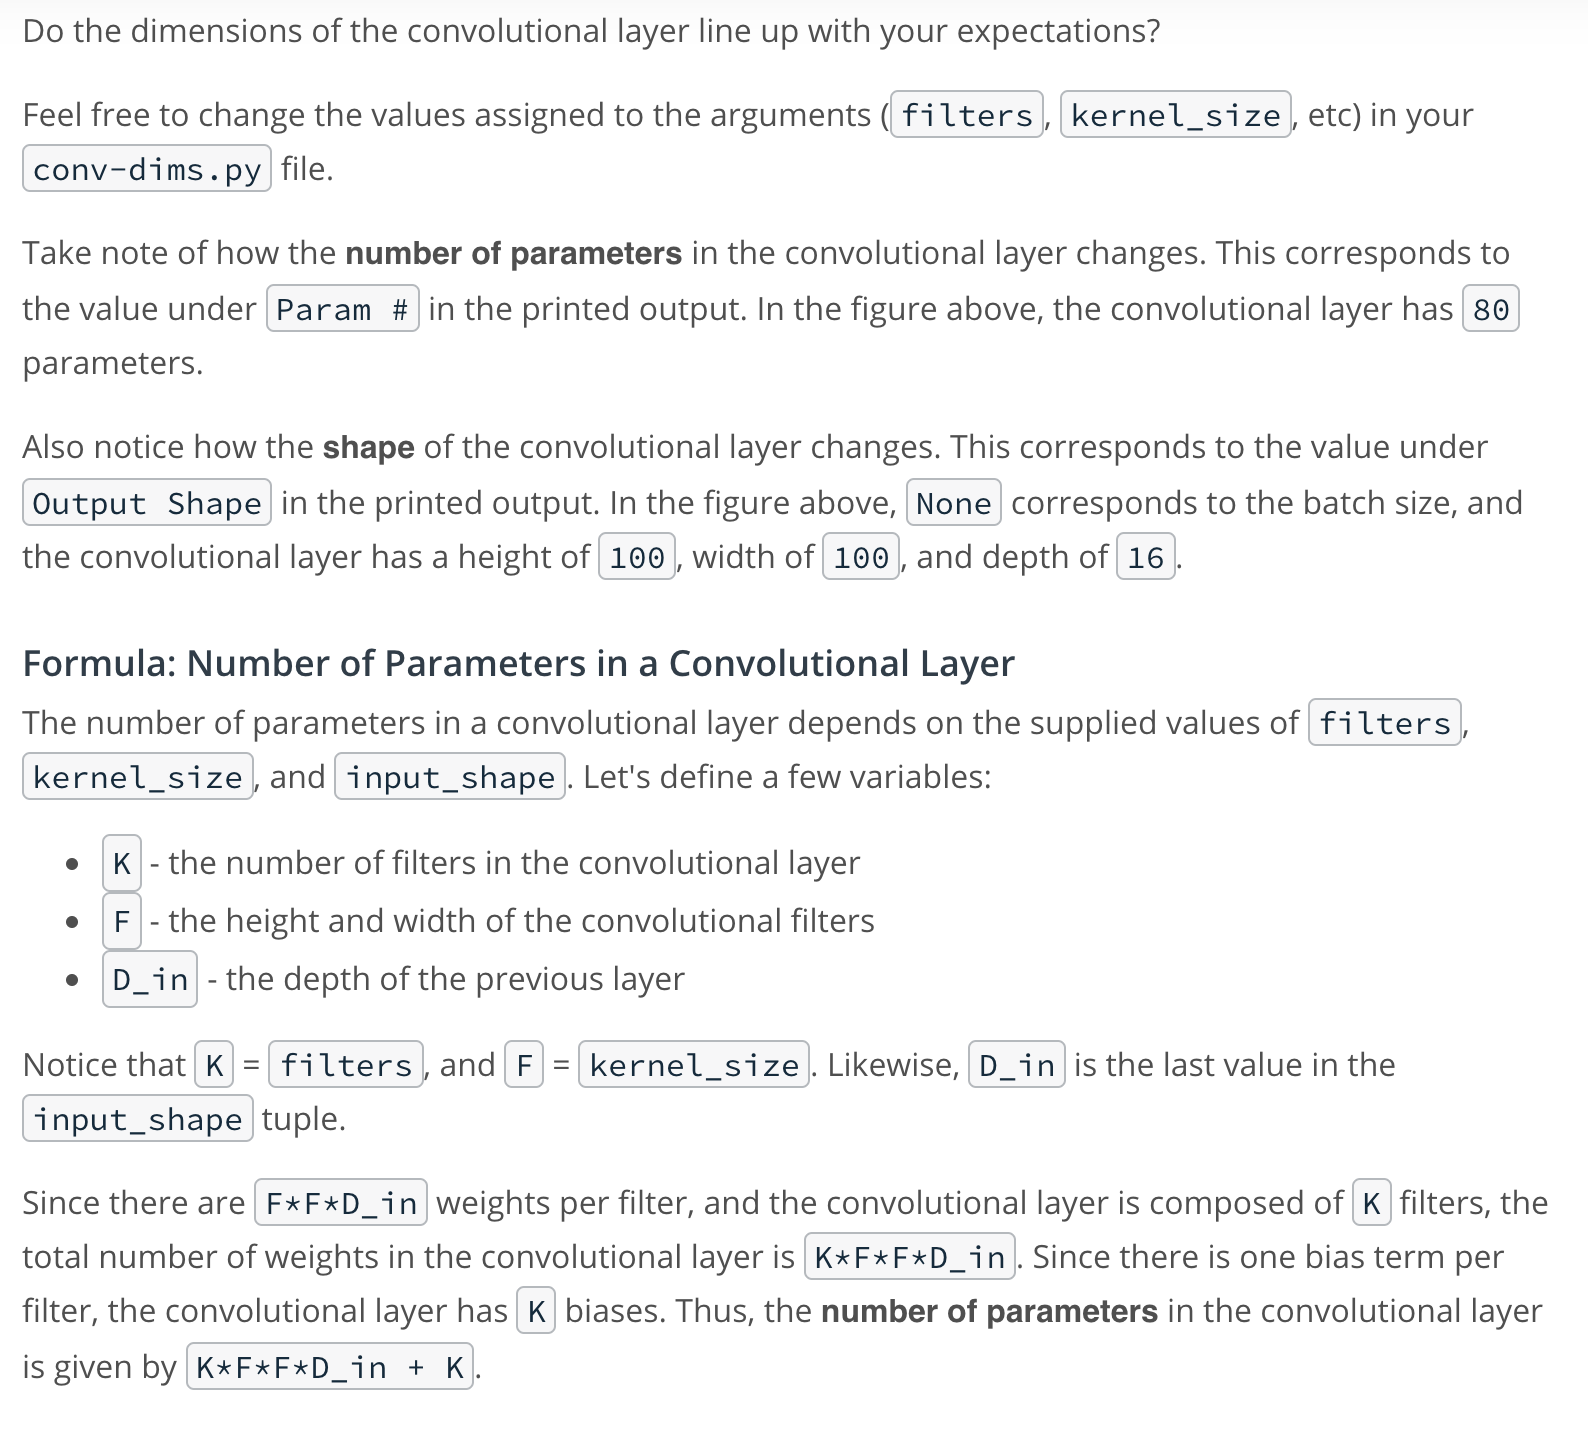 Do the dimensions of the convolutional layer line up with your expectations?
Feel free to change the values assigned to the arguments ( filters , kernel_size , etc) in your
conv-dims.py file.
Take note of how the number of parameters in the convolutional layer changes. This corresponds to
the value under Param # in the printed output. In the figure above, the convolutional layer has 80
parameters.
Also notice how the shape of the convolutional layer changes. This corresponds to the value under
Output Shape in the printed output. In the figure above, None corresponds to the batch size, and
the convolutional layer has a height of 100 , width of 100 , and depth of 16 .
Formula: Number of Parameters in a Convolutional Layer
The number of parameters in a convolutional layer depends on the supplied values of filters ,
kernel_size , and input_shape . Let's define a few variables:
• K - the number of filters in the convolutional layer
• F - the height and width of the convolutional filters
• D_in - the depth of the previous layer
Notice that K = filters , and F = kernel_size . Likewise, D_in is the last value in the
input_shape tuple.
Since there are F*F*D_in weights per filter, and the convolutional layer is composed of K filters, the
total number of weights in the convolutional layer is K*F*F*D_in . Since there is one bias term per
filter, the convolutional layer has K biases. Thus, the number of parameters in the convolutional layer
is given by K*F*F*D_in + K .